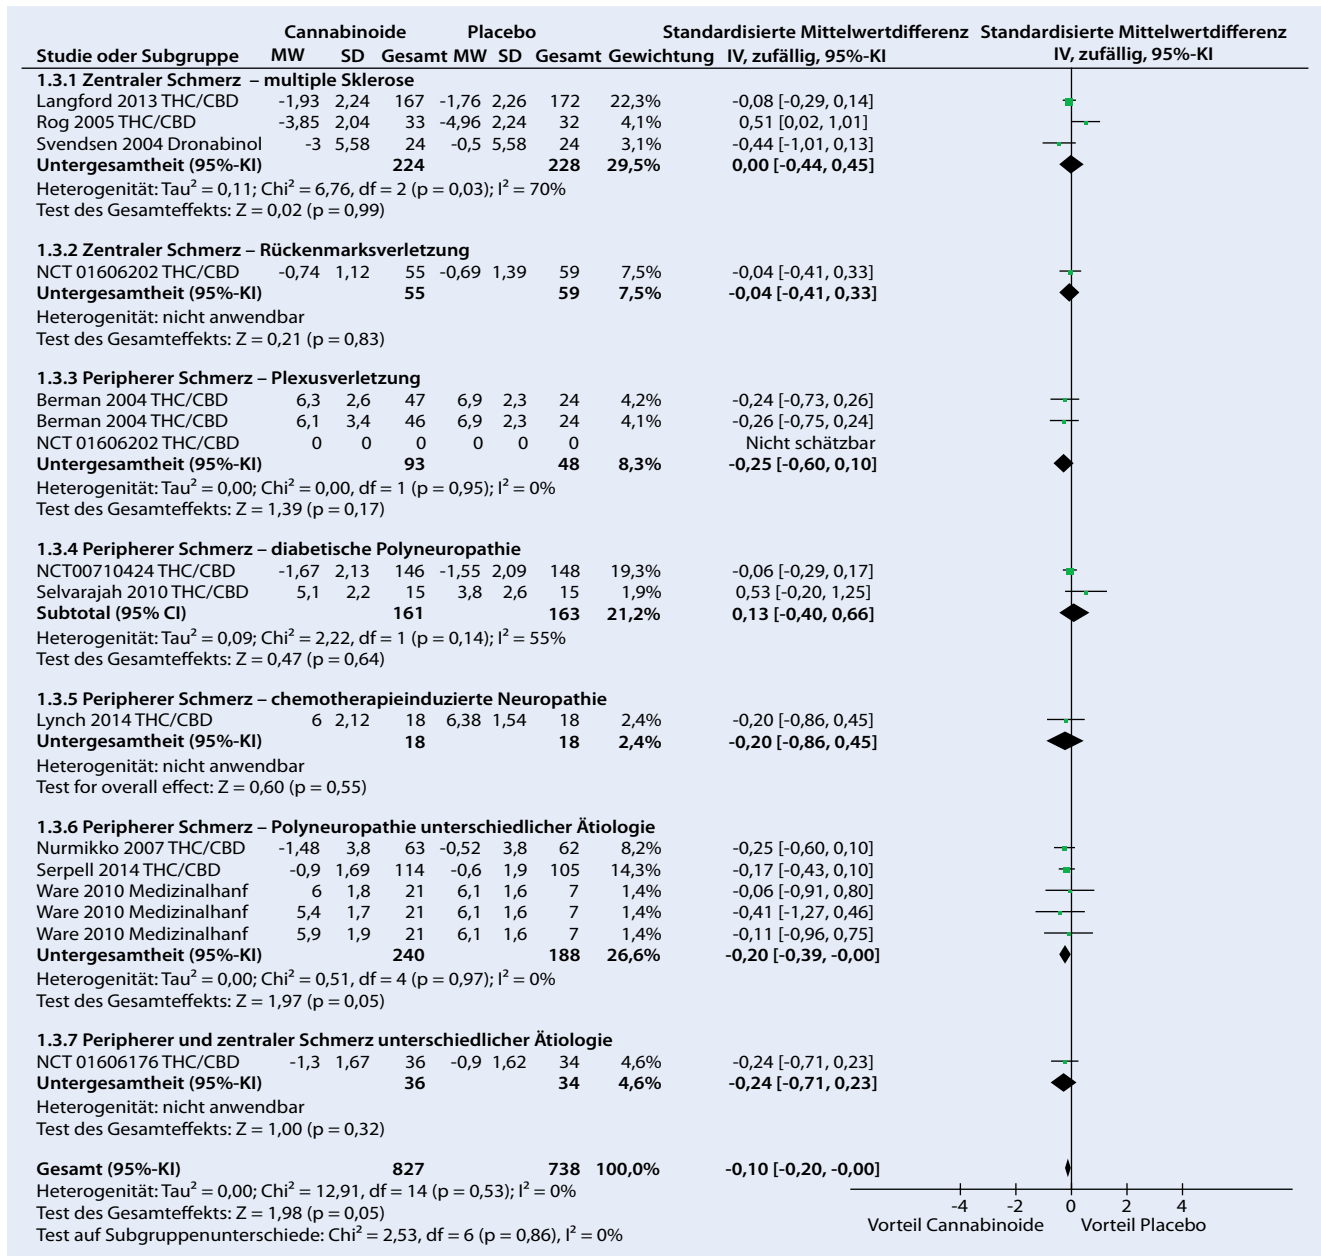 Cannabinoide Placebo Standardisierte Mittelwertdifferenz Standardisierte Mittelwertdifferenz
Studie oder Subgruppe MW SD Gesamt MW SD Gesamt Gewichtung IV, zufällig, 95%-KI IV, zufällig, 95%-KI
1.3.1 Zentraler Schmerz – multiple Sklerose
Langford 2013 THC/CBD -1,93 2,24 167 -1,76 2,26 172 22,3% -0,08 [-0,29, 0,14]
Rog 2005 THC/CBD -3,85 2,04 33 -4,96 2,24 32 4,1% 0,51 [0,02, 1,01]
Svendsen 2004 Dronabinol -3 5,58 24 -0,5 5,58 24 3,1% -0,44 [-1,01, 0,13]
Untergesamtheit (95%-KI) 224 228 29,5% 0,00 [-0,44, 0,45]
Heterogenität: Tau² = 0,11; Chi² = 6,76, df = 2 (p = 0,03); I² = 70%
Test des Gesamteffekts: Z = 0,02 (p = 0,99)
1.3.2 Zentraler Schmerz – Rückenmarksverletzung
NCT 01606202 THC/CBD -0,74 1,12 55 -0,69 1,39 59 7,5% -0,04 [-0,41, 0,33]
Untergesamtheit (95%-KI) 55 59 7,5% -0,04 [-0,41, 0,33]
Heterogenität: nicht anwendbar
Test des Gesamteffekts: Z = 0,21 (p = 0,83)
1.3.3 Peripherer Schmerz – Plexusverletzung
Berman 2004 THC/CBD 6,3 2,6 47 6,9 2,3 24 4,2% -0,24 [-0,73, 0,26]
Berman 2004 THC/CBD 6,1 3,4 46 6,9 2,3 24 4,1% -0,26 [-0,75, 0,24]
NCT 01606202 THC/CBD 0 0 0 0 0 0 Nicht schätzbar
Untergesamtheit (95%-KI) 93 48 8,3% -0,25 [-0,60, 0,10]
Heterogenität: Tau² = 0,00; Chi² = 0,00, df = 1 (p = 0,95); I² = 0%
Test des Gesamteffekts: Z = 1,39 (p = 0,17)
1.3.4 Peripherer Schmerz – diabetische Polyneuropathie
NCT00710424 THC/CBD -1,67 2,13 146 -1,55 2,09 148 19,3% -0,06 [-0,29, 0,17]
Selvarajah 2010 THC/CBD 5,1 2,2 15 3,8 2,6 15 1,9% 0,53 [-0,20, 1,25]
Subtotal (95% CI) 161 163 21,2% 0,13 [-0,40, 0,66]
Heterogenität: Tau² = 0,09; Chi² = 2,22, df = 1 (p = 0,14); I² = 55%
Test des Gesamteffekts: Z = 0,47 (p = 0,64)
1.3.5 Peripherer Schmerz – chemotherapieinduzierte Neuropathie
Lynch 2014 THC/CBD 6 2,12 18 6,38 1,54 18 2,4% -0,20 [-0,86, 0,45]
Untergesamtheit (95%-KI) 18 18 2,4% -0,20 [-0,86, 0,45]
Heterogenität: nicht anwendbar
Test for overall effect: Z = 0,60 (p = 0,55)
1.3.6 Peripherer Schmerz – Polyneuropathie unterschiedlicher Ätiologie
Nurmikko 2007 THC/CBD -1,48 3,8 63 -0,52 3,8 62 8,2% -0,25 [-0,60, 0,10]
Serpell 2014 THC/CBD -0,9 1,69 114 -0,6 1,9 105 14,3% -0,17 [-0,43, 0,10]
Ware 2010 Medizinalhanf 6 1,8 21 6,1 1,6 7 1,4% -0,06 [-0,91, 0,80]
Ware 2010 Medizinalhanf 5,4 1,7 21 6,1 1,6 7 1,4% -0,41 [-1,27, 0,46]
Ware 2010 Medizinalhanf 5,9 1,9 21 6,1 1,6 7 1,4% -0,11 [-0,96, 0,75]
Untergesamtheit (95%-KI) 240 188 26,6% -0,20 [-0,39, -0,00]
Heterogenität: Tau² = 0,00; Chi² = 0,51, df = 4 (p = 0,97); I² = 0%
Test des Gesamteffekts: Z = 1,97 (p = 0,05)
1.3.7 Peripherer und zentraler Schmerz unterschiedlicher Ätiologie
NCT 01606176 THC/CBD -1,3 1,67 36 -0,9 1,62 34 4,6% -0,24 [-0,71, 0,23]
Untergesamtheit (95%-KI) 36 34 4,6% -0,24 [-0,71, 0,23]
Heterogenität: nicht anwendbar
Test des Gesamteffekts: Z = 1,00 (p = 0,32)
Gesamt (95%-KI) 827 738 100,0% -0,10 [-0,20, -0,00]
Heterogenität: Tau² = 0,00; Chi² = 12,91, df = 14 (p = 0,53); I² = 0%
Test des Gesamteffekts: Z = 1,98 (p = 0,05)
Test auf Subgruppenunterschiede: Chi² = 2,53, df = 6 (p = 0,86), I² = 0%
-4 -2 0 2 4
Vorteil Cannabinoide Vorteil Placebo